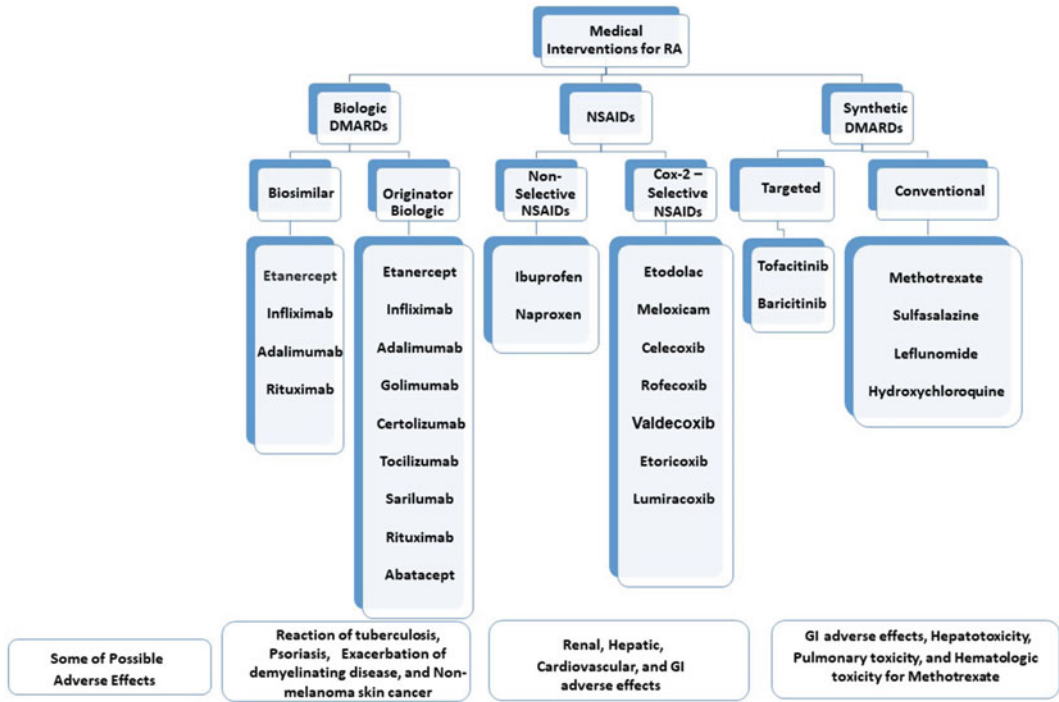 Medical
Interventions for RA
Biologic
DMARDs
NSAIDs
Synthetic
DMARDs
Biosimilar
Originator
Biologic
Non-
Selective
NSAIDs
Cox-2 –
Selective
NSAIDs
Targeted
Conventional
Etanercept
Infliximab
Adalimumab
Rituximab
Etanercept
Infliximab
Adalimumab
Golimumab
Certolizumab
Tocilizumab
Sarilumab
Rituximab
Abatacept
Ibuprofen
Naproxen
Etodolac
Meloxicam
Celecoxib
Rofecoxib
Valdecoxib
Etoricoxib
Lumiracoxib
Tofacitinib
Baricitinib
Methotrexate
Sulfasalazine
Leflunomide
Hydroxychloroquine
Some of Possible
Adverse Effects
Reaction of tuberculosis,
Psoriasis, Exacerbation of
demyelinating disease, and Non-
melanoma skin cancer
Renal, Hepatic,
Cardiovascular, and GI
adverse effects
GI adverse effects, Hepatotoxicity,
Pulmonary toxicity, and Hematologic
toxicity for Methotrexate